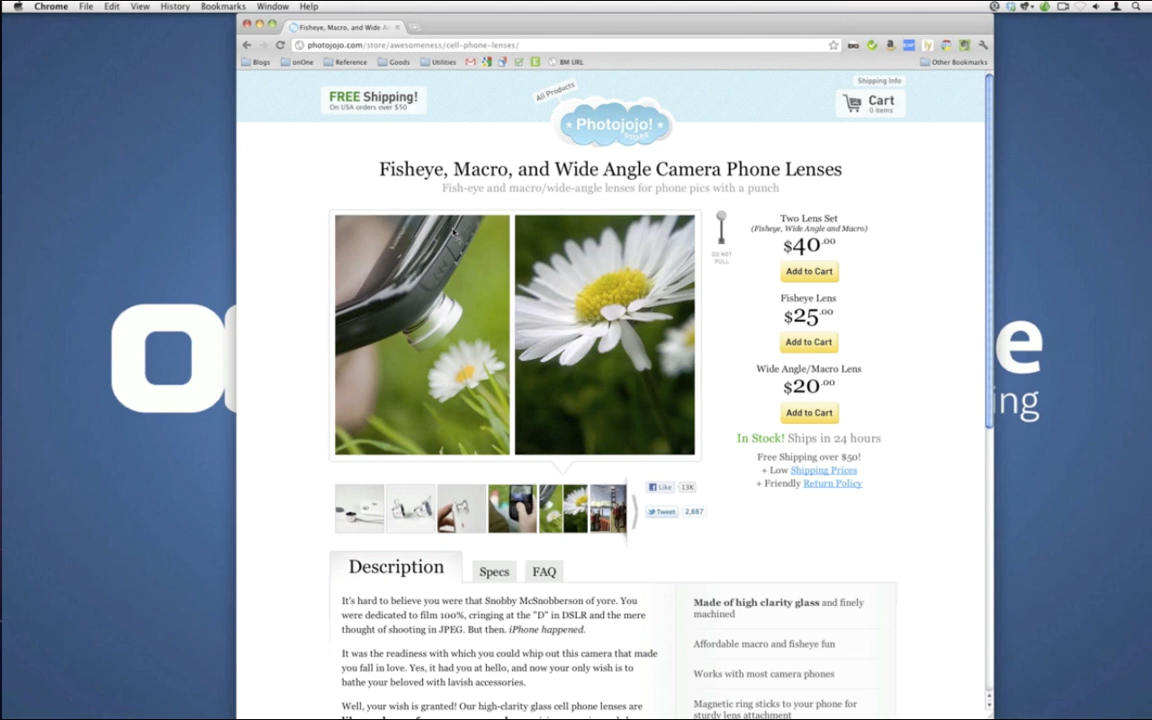 Chrome File Edit View History Bookmarks Window Help
Fisheye, Macro, and Wide An
photojojo.com/store/awesomeness/cell-phone-lenses/
Blogs onOne Reference Goods Utilities BM URL Other Bookmarks
FREE Shipping!
On USA orders over $50
All Products
Photojojo!
Store
Shipping Info
Cart
0 Items
Fisheye, Macro, and Wide Angle Camera Phone Lenses
Fish-eye and macro/wide-angle lenses for phone pics with a punch
DO NOT
PULL
Two Lens Set
(Fisheye, Wide Angle and Macro)
$40.00
Add to Cart
Fisheye Lens
$25.00
Add to Cart
Wide Angle/Macro Lens
$20.00
Add to Cart
In Stock! Ships in 24 hours
Free Shipping over $50!
+ Low Shipping Prices
+ Friendly Return Policy
Like 13K
Tweet 2,667
Description
Specs
FAQ
It's hard to believe you were that Snobby McSnobberson of yore. You
were dedicated to film 100%, cringing at the "D" in DSLR and the mere
thought of shooting in JPEG. But then. iPhone happened.
It was the readiness with which you could whip out this camera that made
you fall in love. Yes, it had you at hello, and now your only wish is to
bathe your beloved with lavish accessories.
Well, your wish is granted! Our high-clarity glass cell phone lenses are
Made of high clarity glass and finely
machined
Affordable macro and fisheye fun
Works with most camera phones
Magnetic ring sticks to your phone for
sturdy lens attachment
o
e
ing